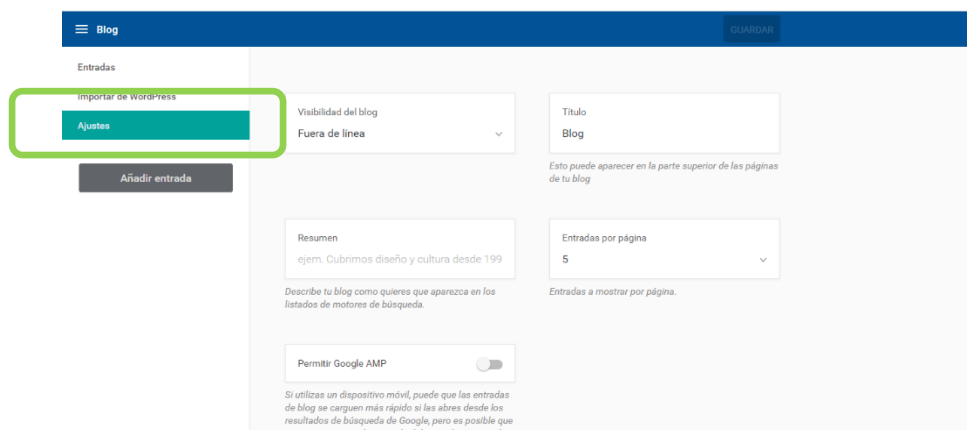 Blog
GUARDAR
Entradas
Importar de WordPress
Ajustes
Añadir entrada
Visibilidad del blog
Fuera de línea
Título
Blog
Esto puede aparecer en la parte superior de las páginas
de tu blog
Resumen
ejem. Cubrimos diseño y cultura desde 199
Describe tu blog como quieres que aparezca en los
listados de motores de búsqueda.
Entradas por página
5
Entradas a mostrar por página.
Permitir Google AMP
Si utilizas un dispositivo móvil, puede que las entradas
de blog se carguen más rápido si las abres desde los
resultados de búsqueda de Google, pero es posible que